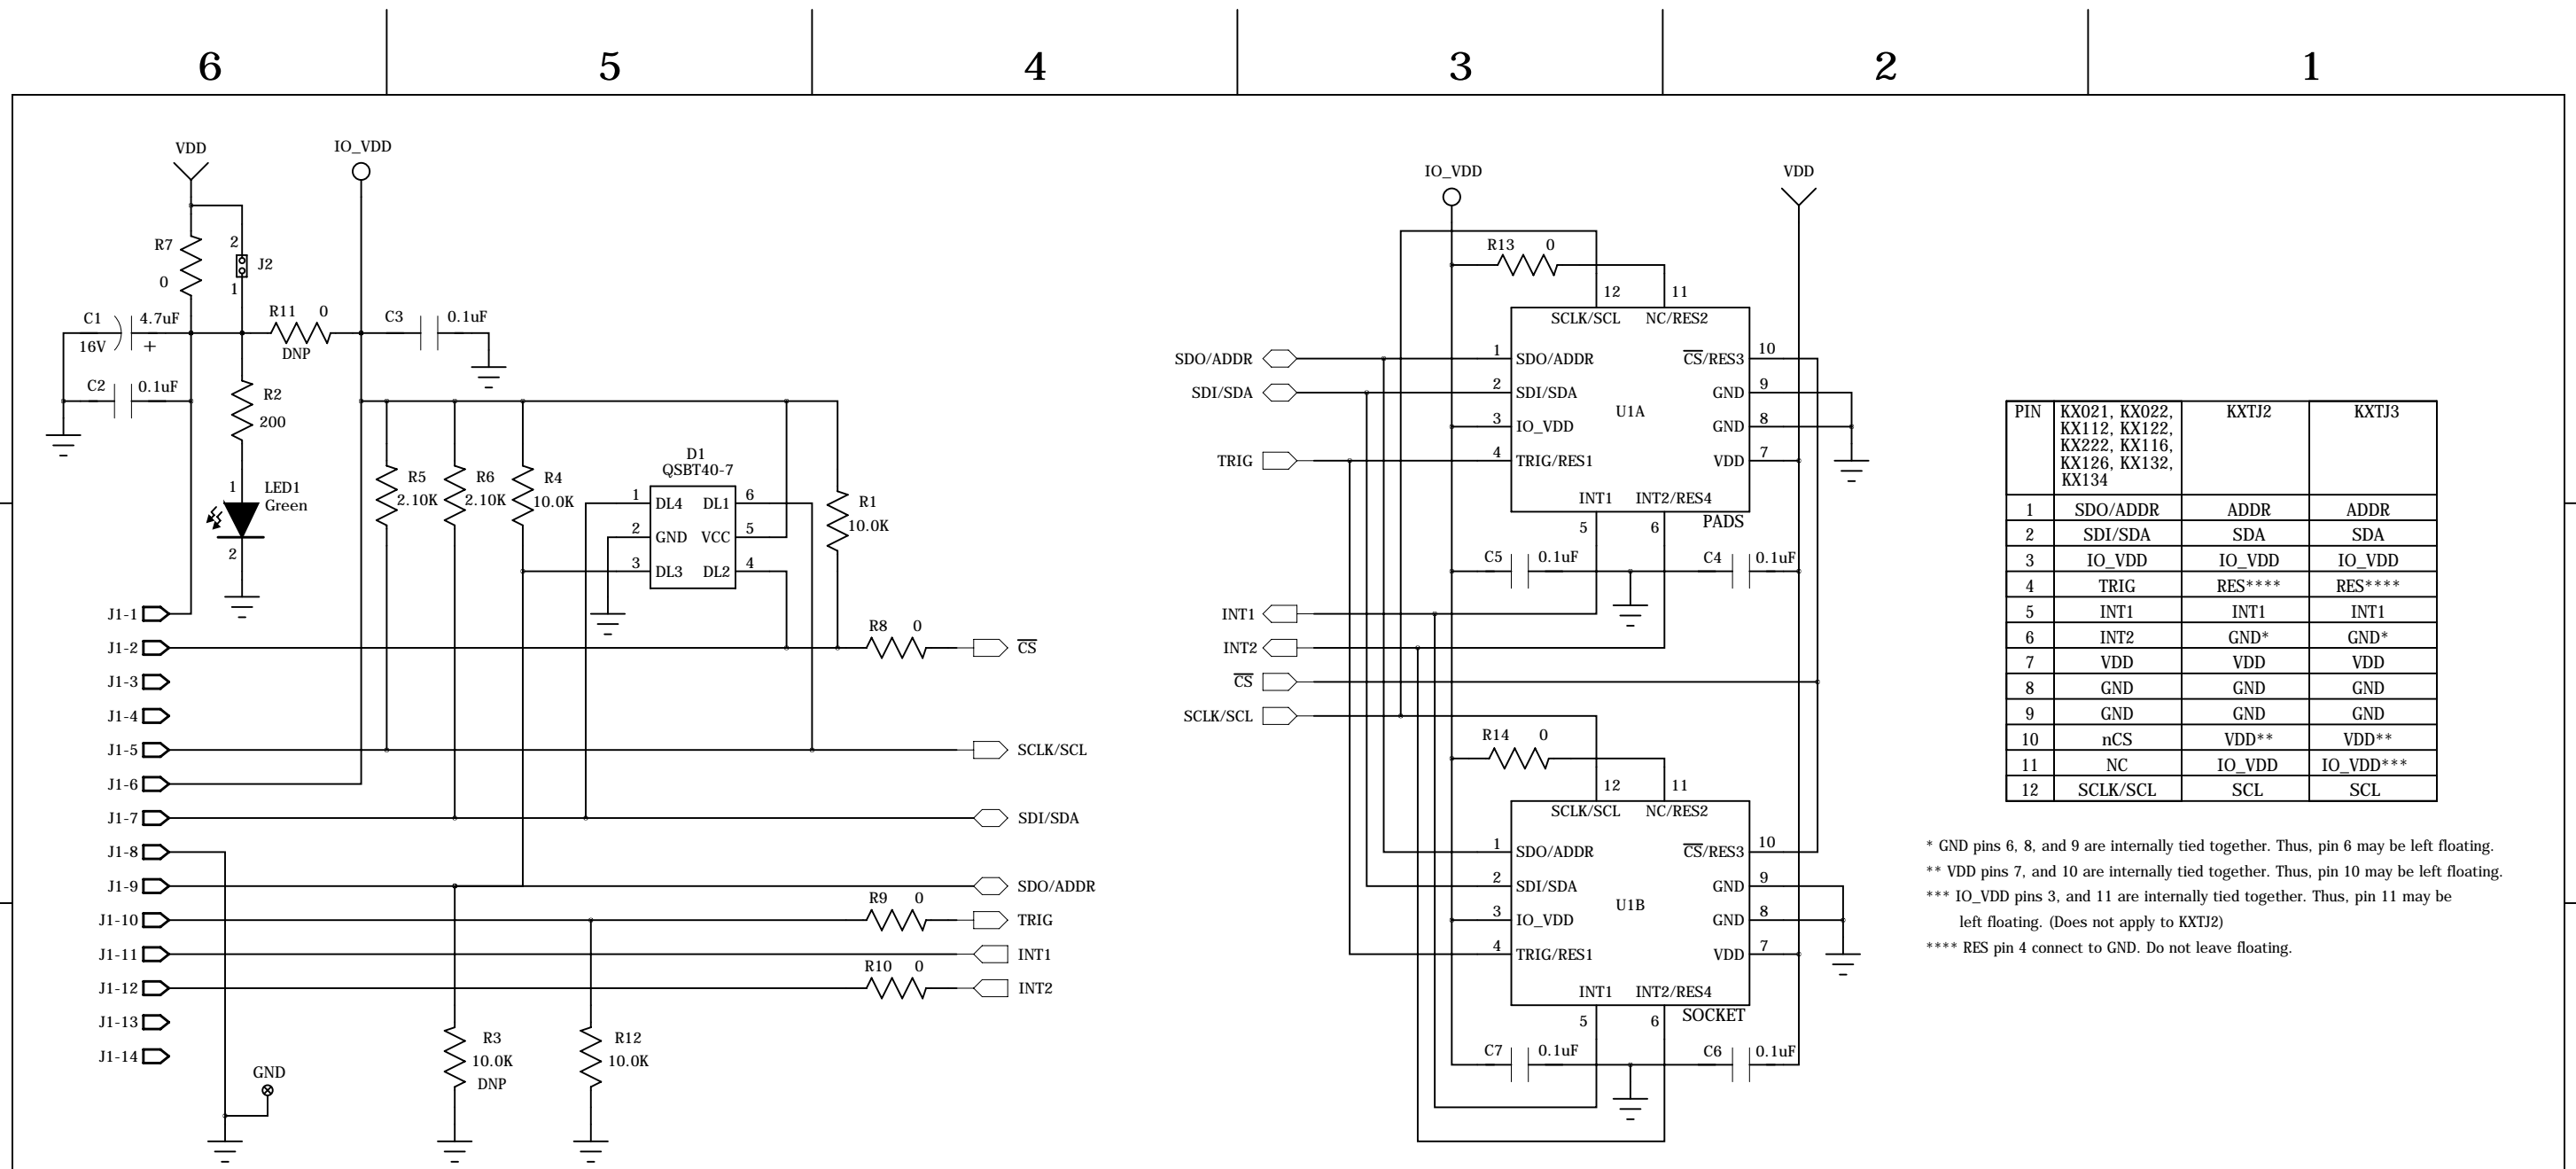 6 5 4 3 2 1
VDD
IO_VDD
R7
0
2
J2
1
C1
4.7uF
16V
+
R11 0
DNP
C3
0.1uF
C2
0.1uF
R2
200
1
LED1
Green
2
R5
2.10K
R6
2.10K
R4
10.0K
D1
QSBT40-7
1 DL4 DL1 6
2 GND VCC 5
3 DL3 DL2 4
R1
10.0K
J1-1
J1-2
R8 0
CS
J1-3
J1-4
J1-5
SCLK/SCL
J1-6
J1-7
SDI/SDA
J1-8
J1-9
SDO/ADDR
J1-10
R9 0
TRIG
J1-11
INT1
J1-12
R10 0
INT2
J1-13
J1-14
R3
10.0K
DNP
R12
10.0K
GND
IO_VDD
VDD
R13 0
12 11
SCLK/SCL NC/RES2
SDO/ADDR
1 SDO/ADDR CS/RES3 10
SDI/SDA
2 SDI/SDA GND 9
U1A
3 IO_VDD GND 8
TRIG
4 TRIG/RES1 VDD 7
INT1 INT2/RES4
5 6 PADS
C5 0.1uF
C4 0.1uF
INT1
INT2
CS
SCLK/SCL
R14 0
12 11
SCLK/SCL NC/RES2
1 SDO/ADDR CS/RES3 10
2 SDI/SDA GND 9
U1B
3 IO_VDD GND 8
4 TRIG/RES1 VDD 7
INT1 INT2/RES4
5 6 SOCKET
C7 0.1uF
C6 0.1uF
PIN KX021, KX022, KXTJ2 KXTJ3
KX112, KX122,
KX222, KX116,
KX126, KX132,
KX134
1 SDO/ADDR ADDR ADDR
2 SDI/SDA SDA SDA
3 IO_VDD IO_VDD IO_VDD
4 TRIG RES**** RES****
5 INT1 INT1 INT1
6 INT2 GND* GND*
7 VDD VDD VDD
8 GND GND GND
9 GND GND GND
10 nCS VDD** VDD**
11 NC IO_VDD IO_VDD***
12 SCLK/SCL SCL SCL
* GND pins 6, 8, and 9 are internally tied together. Thus, pin 6 may be left floating.
** VDD pins 7, and 10 are internally tied together. Thus, pin 10 may be left floating.
*** IO_VDD pins 3, and 11 are internally tied together. Thus, pin 11 may be
left floating. (Does not apply to KXTJ2)
**** RES pin 4 connect to GND. Do not leave floating.